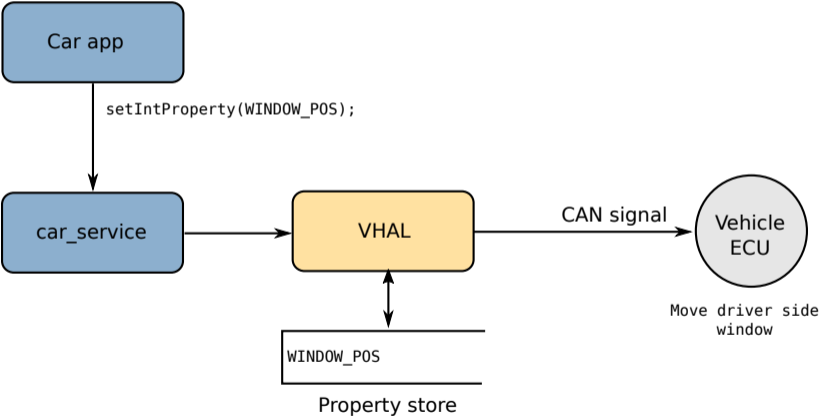 Car app
setIntProperty(WINDOW_POS);
car_service
VHAL
CAN signal
Vehicle
ECU
Move driver side
window
WINDOW_POS
Property store